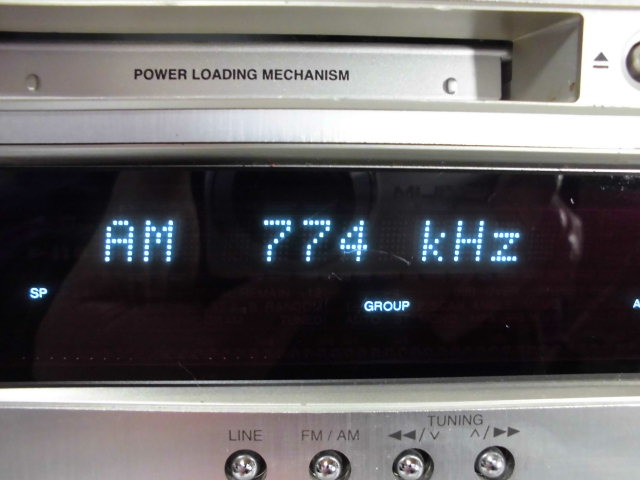 POWER LOADING MECHANISM
AM 774 kHz
SP
GROUP
TUNING
LINE FM / AM ◀◀/∨ ∧/▶▶